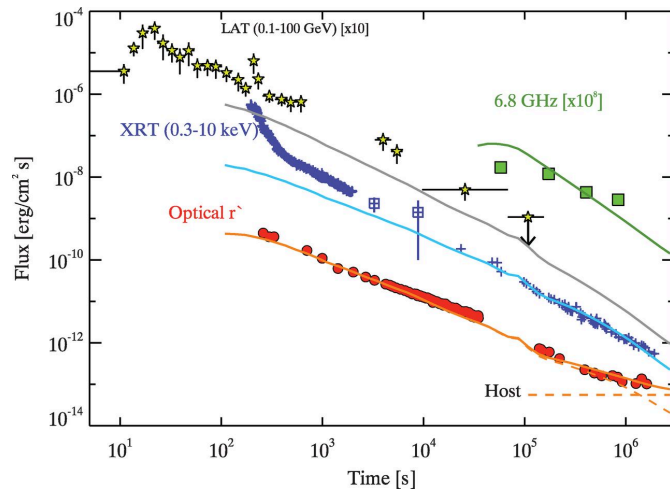 10⁻⁴
LAT (0.1-100 GeV) [x10]
10⁻⁶
6.8 GHz [x10⁸]
XRT (0.3-10 keV)
10⁻⁸
Optical r`
10⁻¹⁰
10⁻¹²
Host
10⁻¹⁴
Flux [erg/cm² s]
10¹ 10² 10³ 10⁴ 10⁵ 10⁶
Time [s]